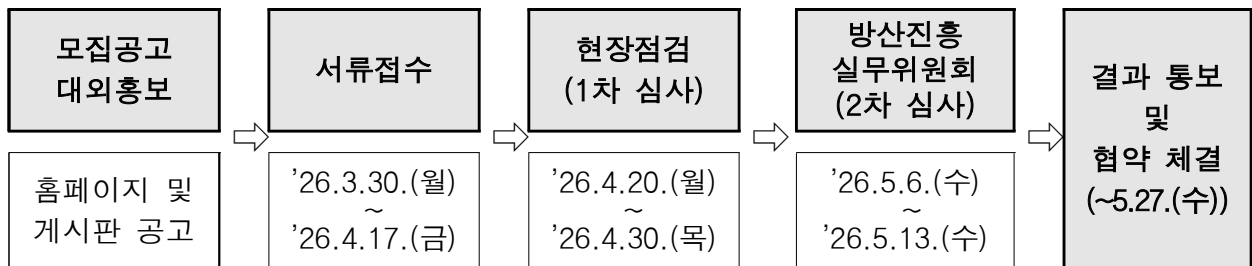 모집공고
대외홍보
홈페이지 및
게시판 공고
서류접수
'26.3.30.(월)
~
'26.4.17.(금)
현장점검
(1차 심사)
'26.4.20.(월)
~
'26.4.30.(목)
방산진흥
실무위원회
(2차 심사)
'26.5.6.(수)
~
'26.5.13.(수)
결과 통보
및
협약 체결
(~5.27.(수))